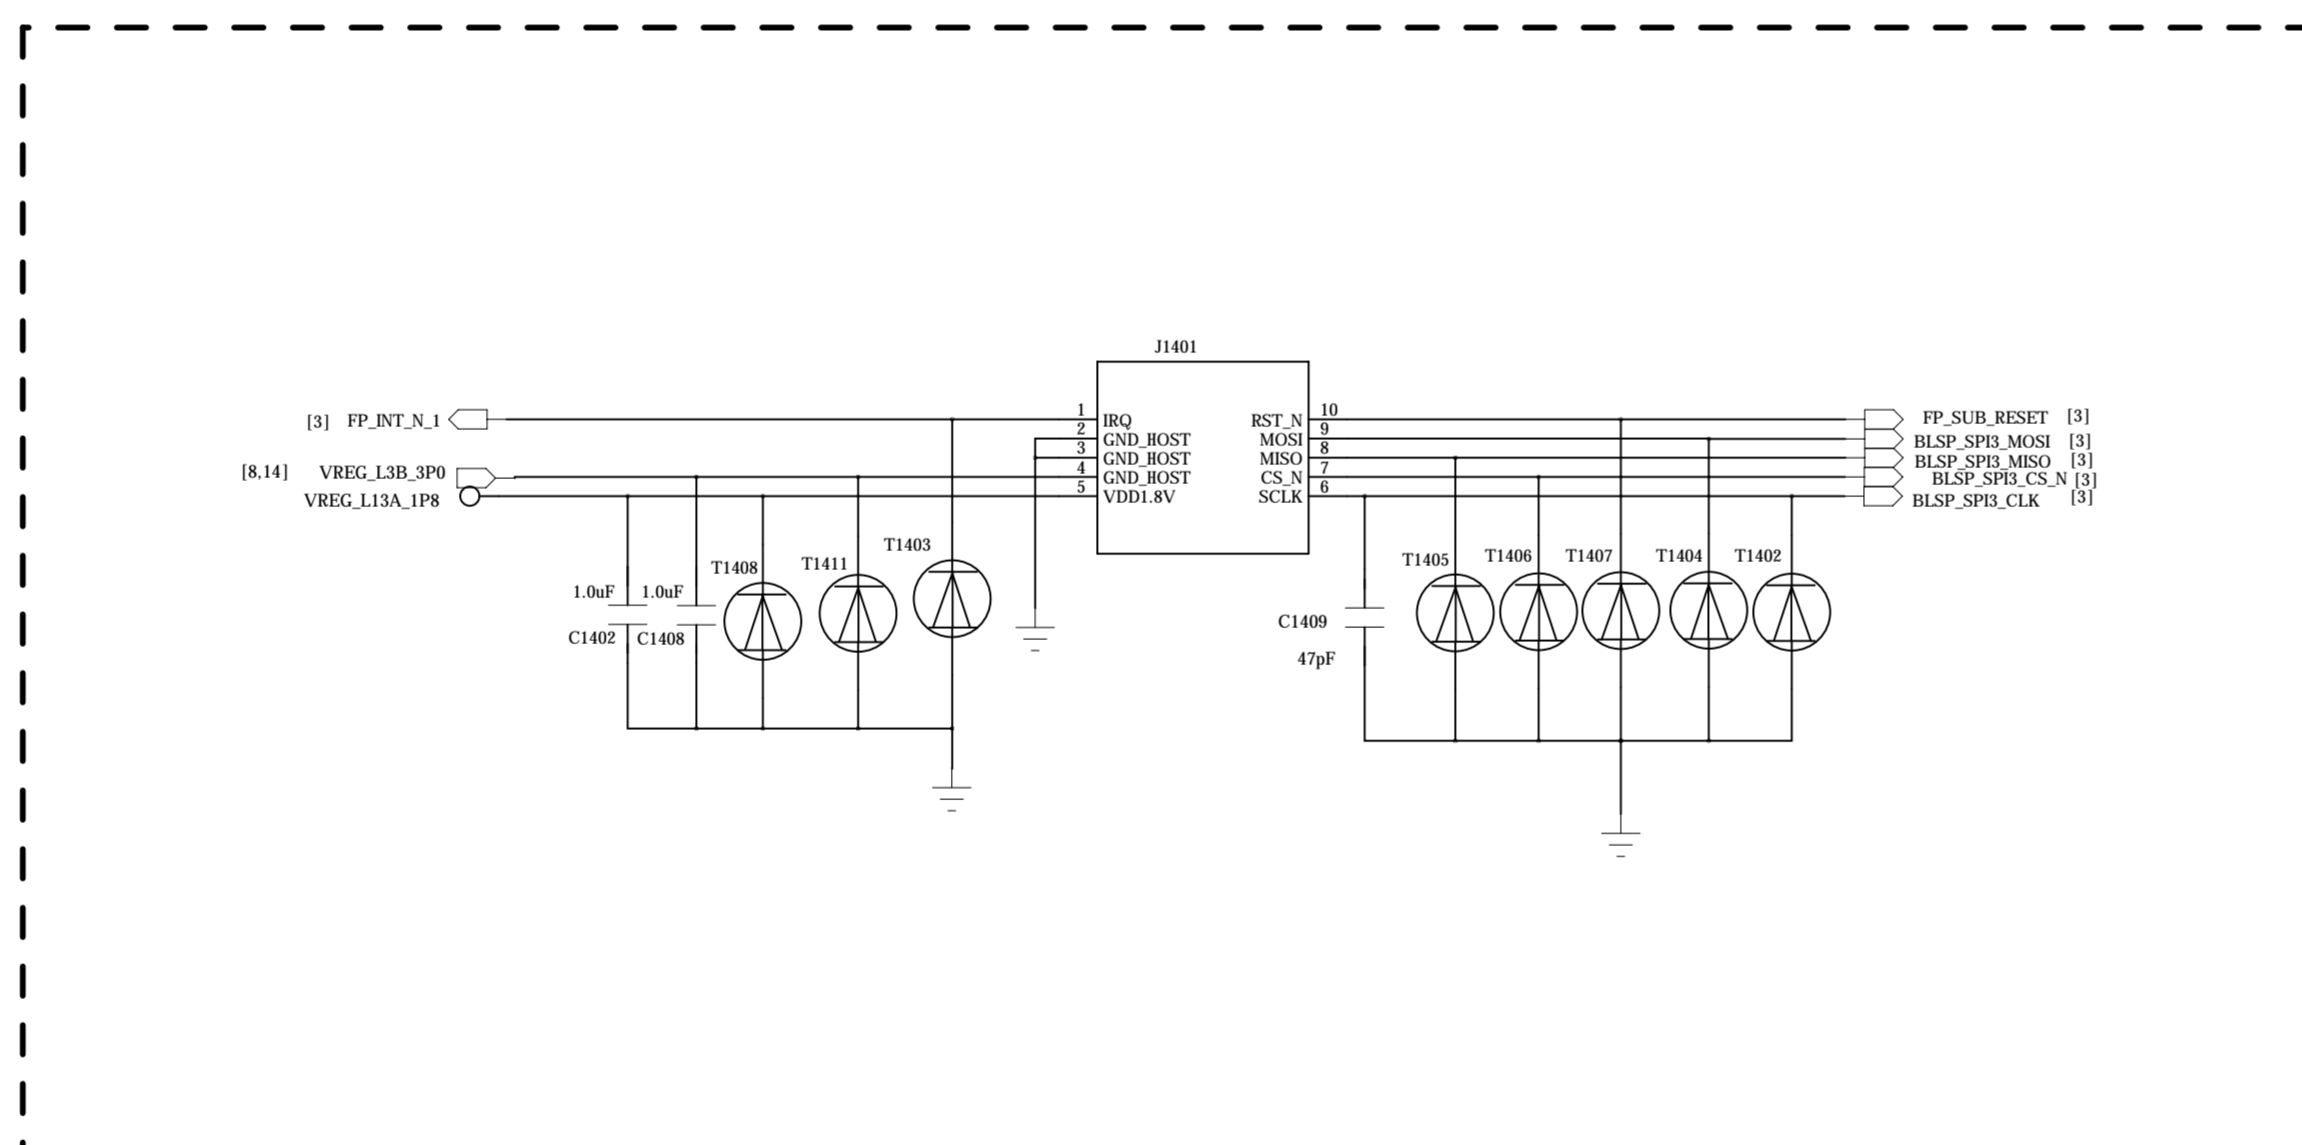 J1401
[3] FP_INT_N_1
1 IRQ
RST_N 10
FP_SUB_RESET [3]
2 GND_HOST
MOSI 9
BLSP_SPI3_MOSI [3]
3 GND_HOST
MISO 8
BLSP_SPI3_MISO [3]
[8,14] VREG_L3B_3P0
4 GND_HOST
CS_N 7
BLSP_SPI3_CS_N [3]
VREG_L13A_1P8
5 VDD1.8V
SCLK 6
BLSP_SPI3_CLK [3]
T1408
T1411
T1403
T1405
T1406
T1407
T1404
T1402
1.0uF
1.0uF
C1402
C1408
C1409
47pF